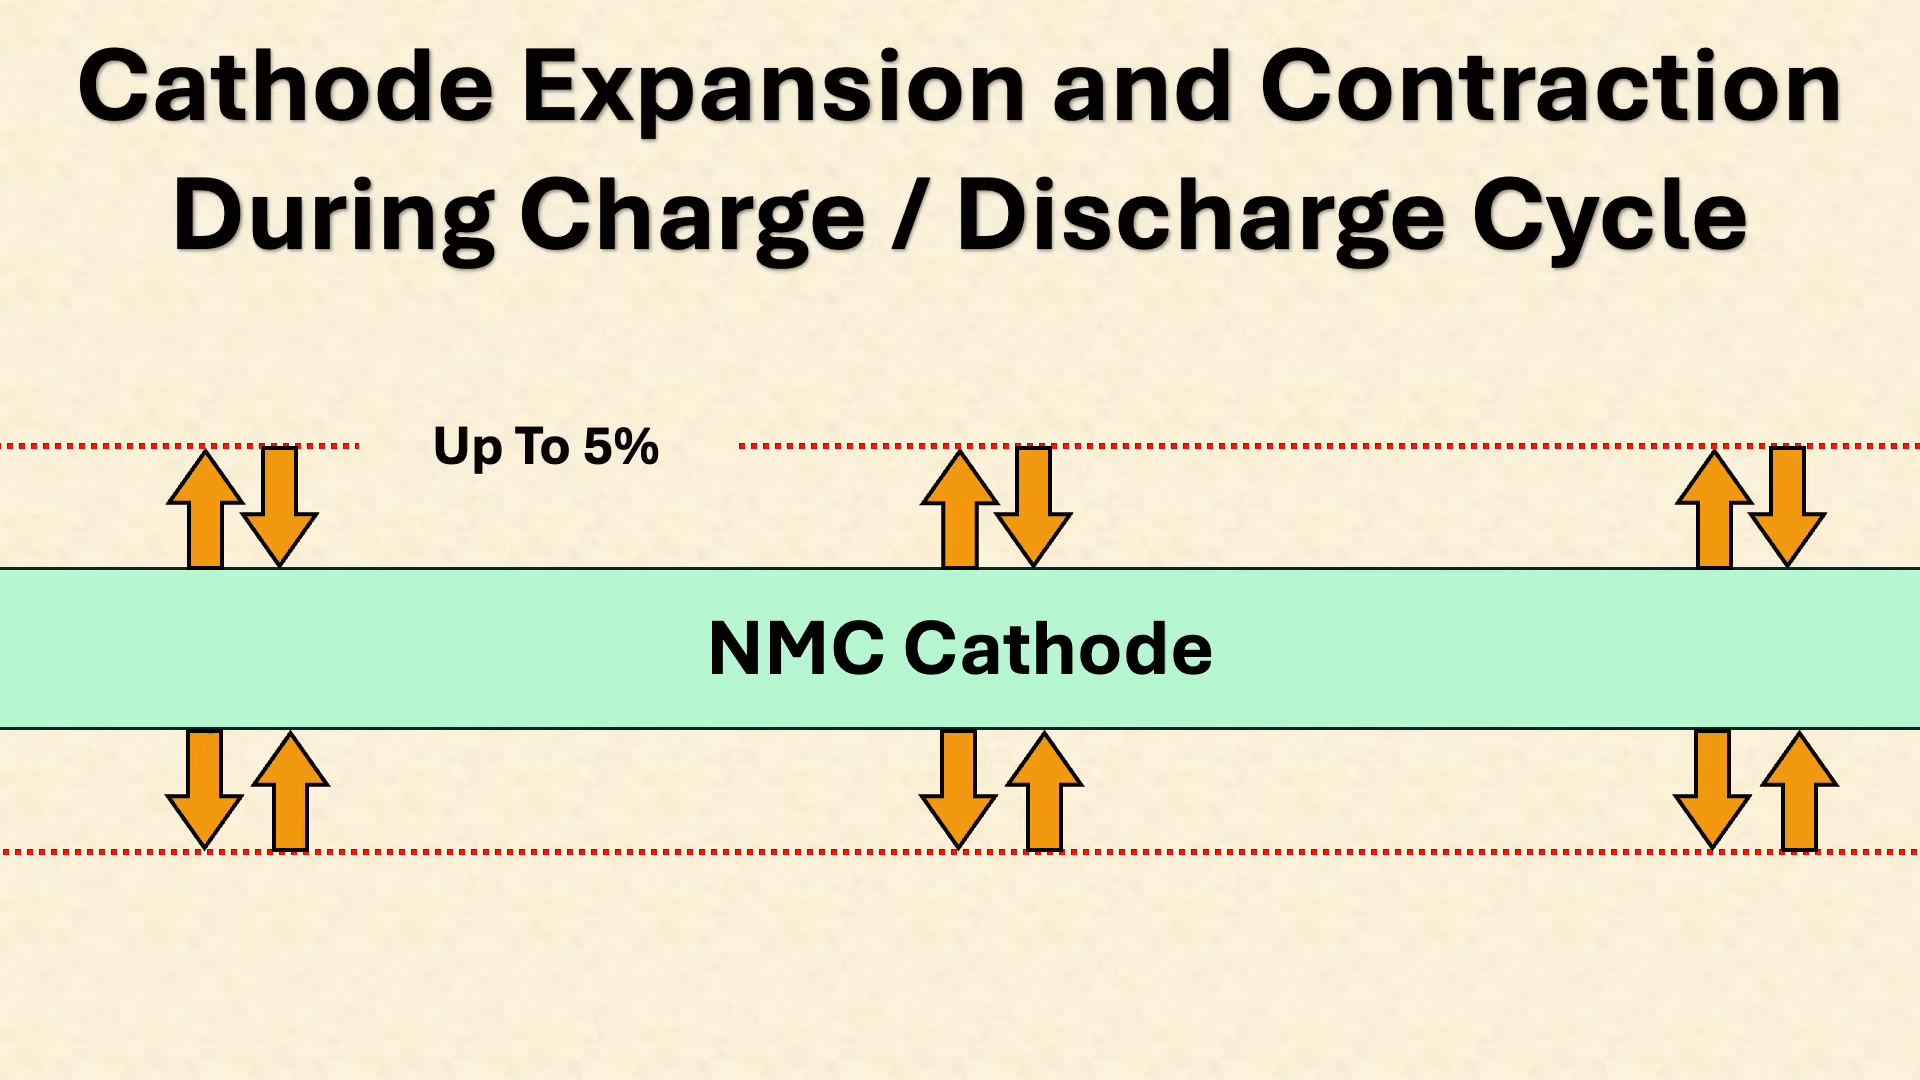 Cathode Expansion and Contraction
During Charge / Discharge Cycle
Up To 5%
NMC Cathode